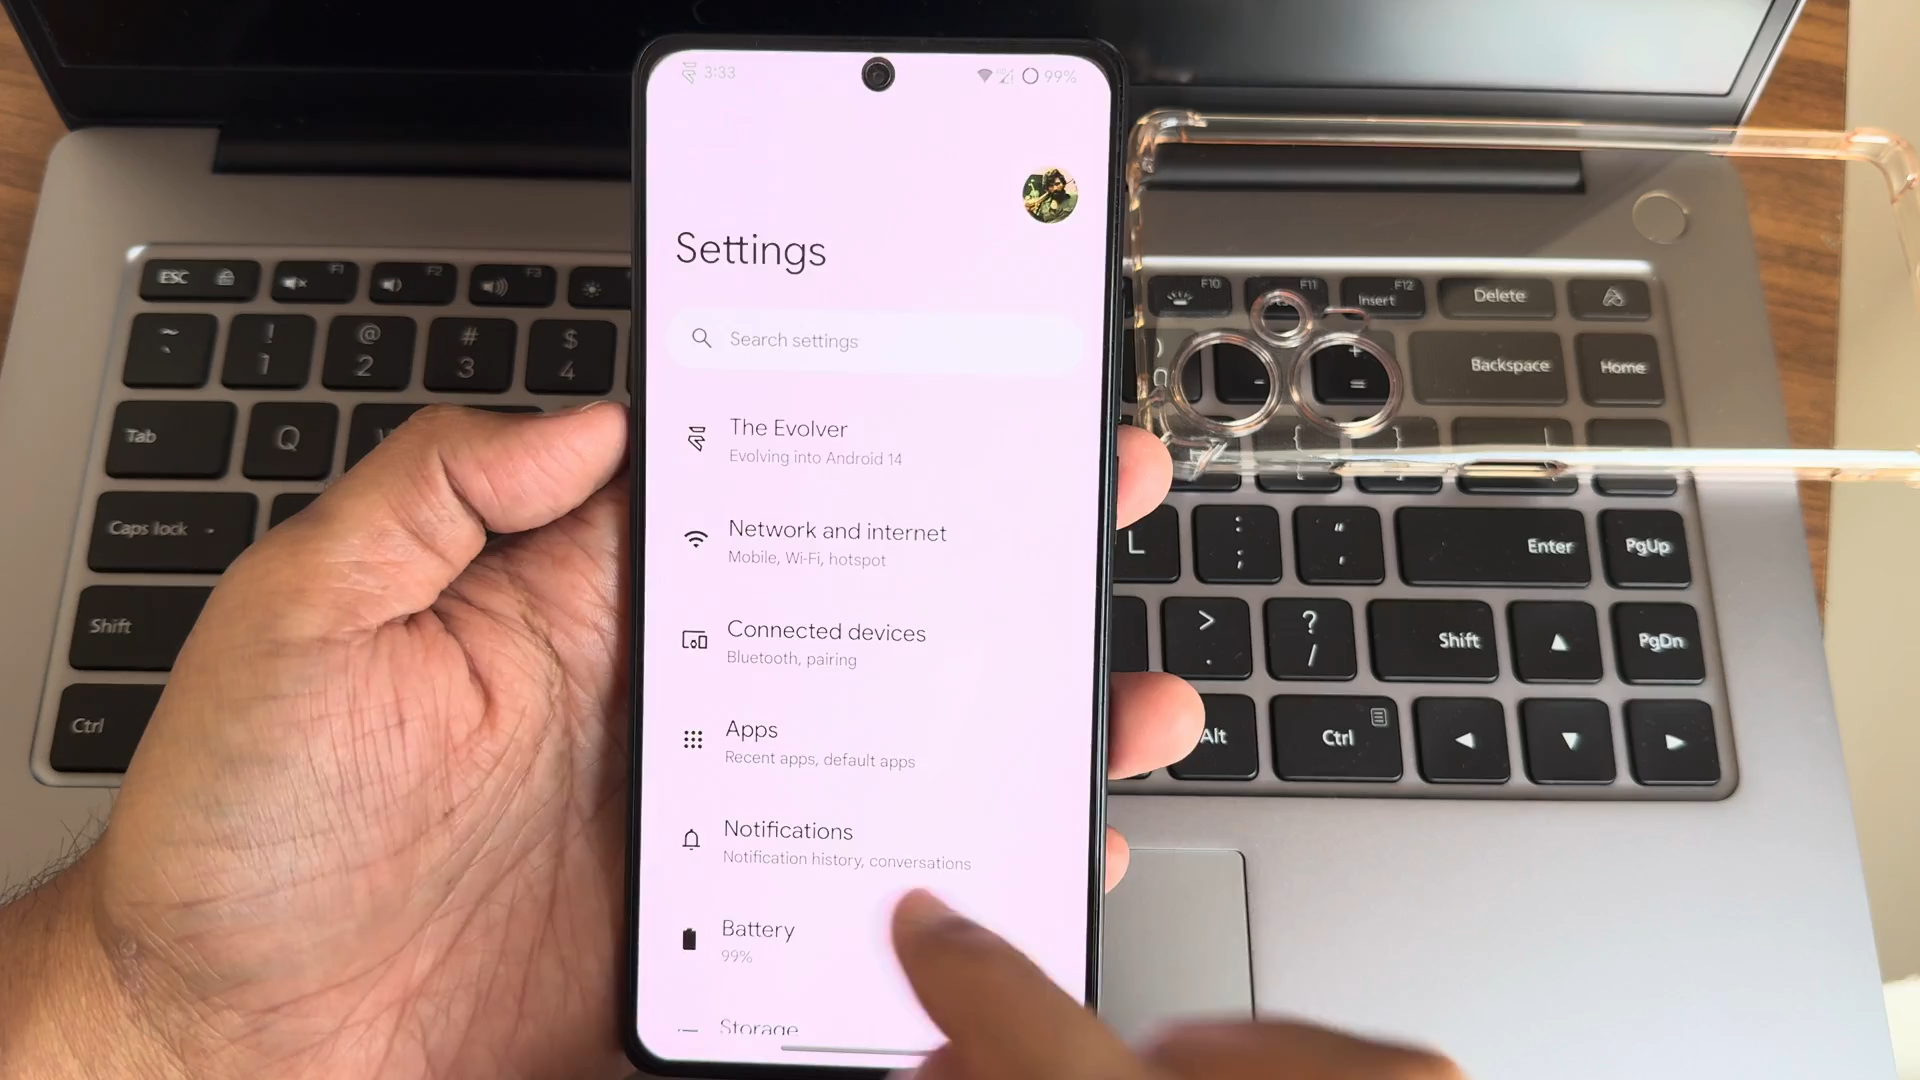 3:33
99%
Settings
Search settings
The Evolver
Evolving into Android 14
Network and internet
Mobile, Wi-Fi, hotspot
Connected devices
Bluetooth, pairing
Apps
Recent apps, default apps
Notifications
Notification history, conversations
Battery
99%
Storage
ESC
F1
F2
F3
~
`
!
1
@
2
#
3
$
4
Tab
Q
Caps lock
Shift
Ctrl
F10
F11
F12
Insert
Delete
+
=
-
Backspace
Home
{
[
}
]
L
:
;
"
'
Enter
PgUp
>
.
?
/
Shift
PgDn
Alt
Ctrl